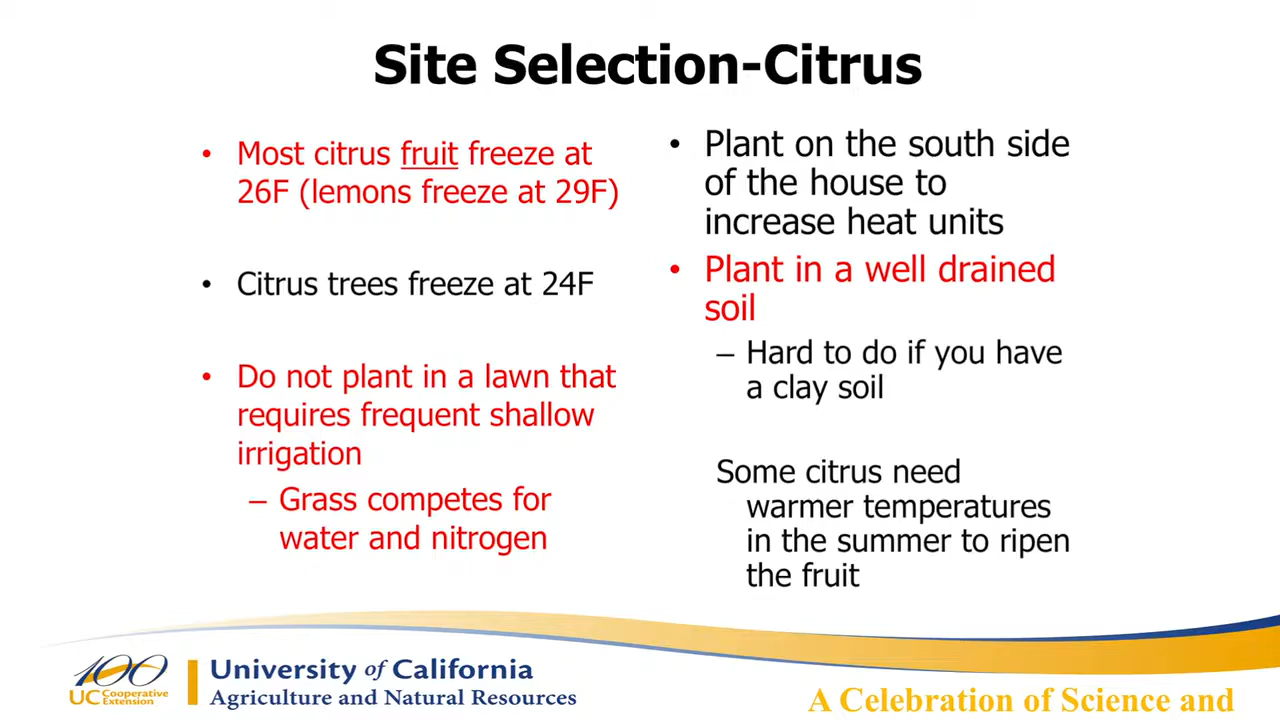 Site Selection-Citrus
• Most citrus fruit freeze at
26F (lemons freeze at 29F)
• Citrus trees freeze at 24F
• Do not plant in a lawn that
requires frequent shallow
irrigation
– Grass competes for
water and nitrogen
• Plant on the south side
of the house to
increase heat units
• Plant in a well drained
soil
– Hard to do if you have
a clay soil
Some citrus need
warmer temperatures
in the summer to ripen
the fruit
100
UC Cooperative
Extension
University of California
Agriculture and Natural Resources
A Celebration of Science and